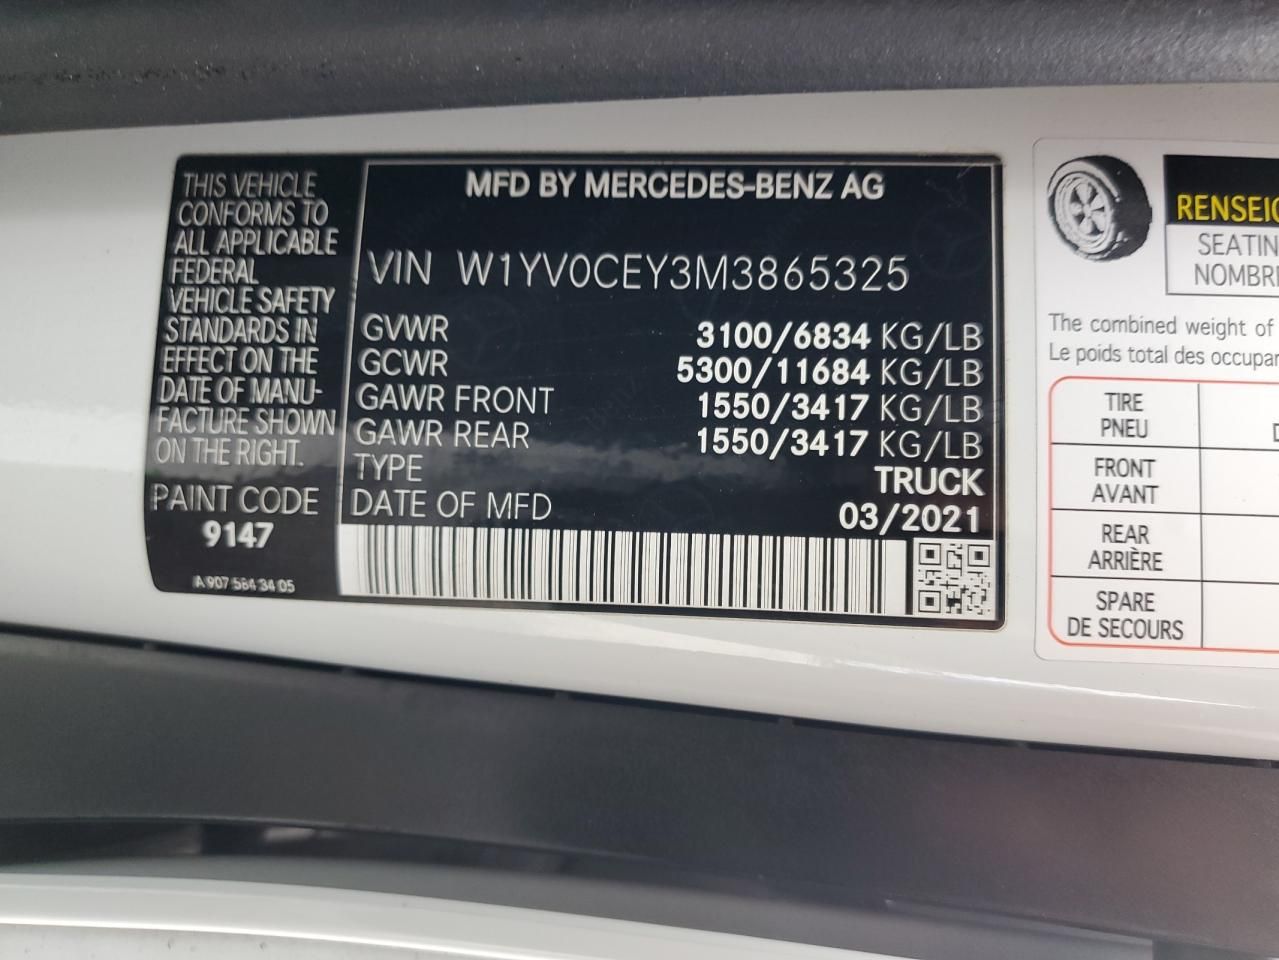 THIS VEHICLE
CONFORMS TO
ALL APPLICABLE
FEDERAL
VEHICLE SAFETY
STANDARDS IN
EFFECT ON THE
DATE OF MANU-
FACTURE SHOWN
ON THE RIGHT.
PAINT CODE
9147
A 907 584 34 05
MFD BY MERCEDES-BENZ AG
VIN W1YV0CEY3M3865325
GVWR 3100/6834 KG/LB
GCWR 5300/11684 KG/LB
GAWR FRONT 1550/3417 KG/LB
GAWR REAR 1550/3417 KG/LB
TYPE TRUCK
DATE OF MFD 03/2021
RENSEIG
SEATIN
NOMBRE
The combined weight of
Le poids total des occupan
TIRE
PNEU
FRONT
AVANT
REAR
ARRIÈRE
SPARE
DE SECOURS